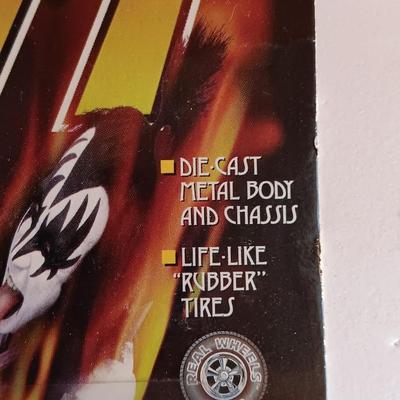 DIE-CAST
METAL BODY
AND CHASSIS
LIFE-LIKE
"RUBBER"
TIRES
REAL WHEELS